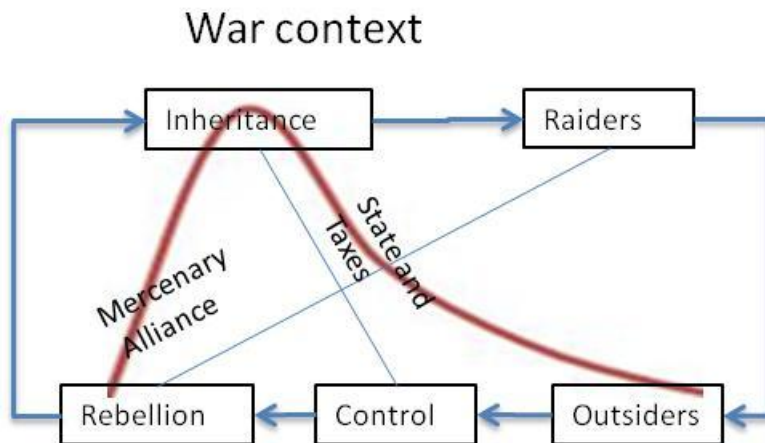 War context
Inheritance
Raiders
Mercenary
Alliance
State and
Taxes
Rebellion
Control
Outsiders